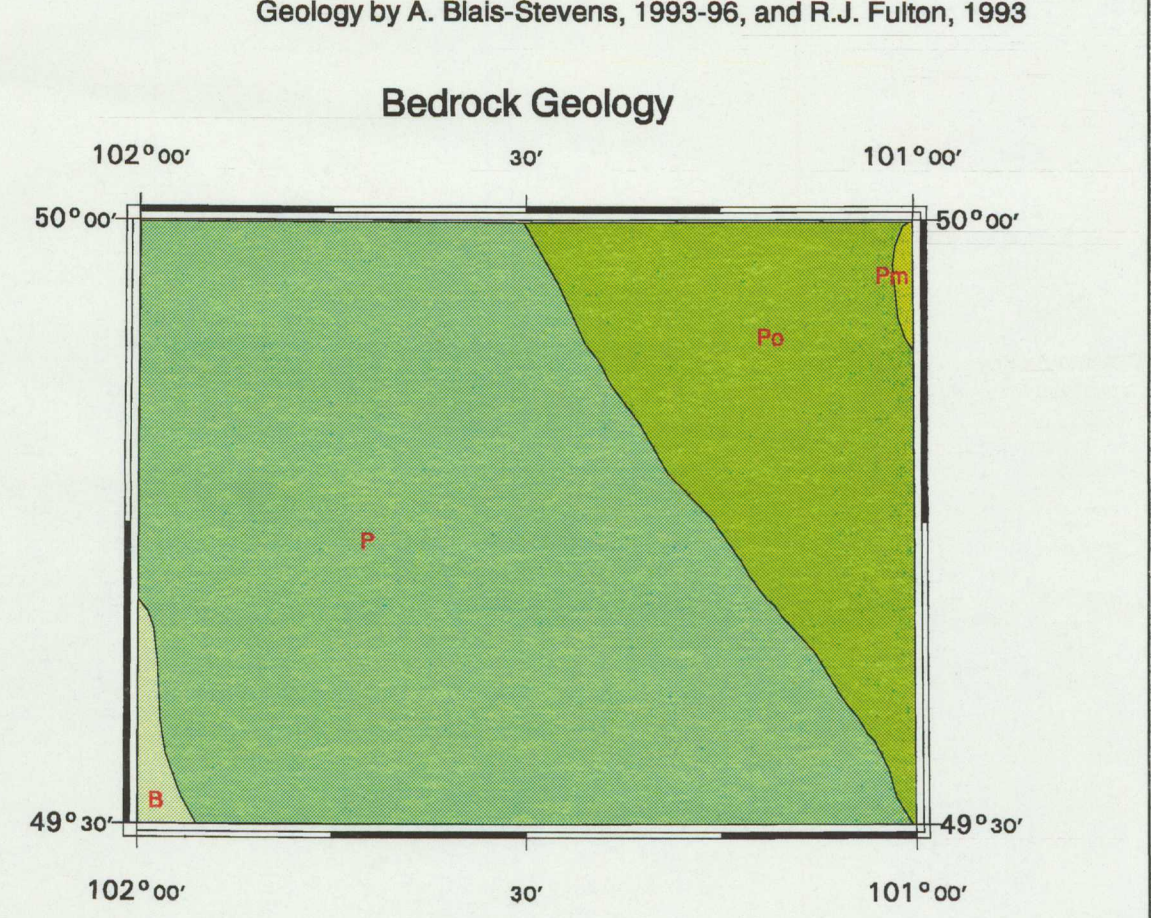 Geology by A. Blais-Stevens, 1993-96, and R.J. Fulton, 1993
Bedrock Geology
102°00′ 30′ 101°00′
50°00′ 50°00′
Pm
Po
P
B
49°30′ 49°30′
102°00′ 30′ 101°00′